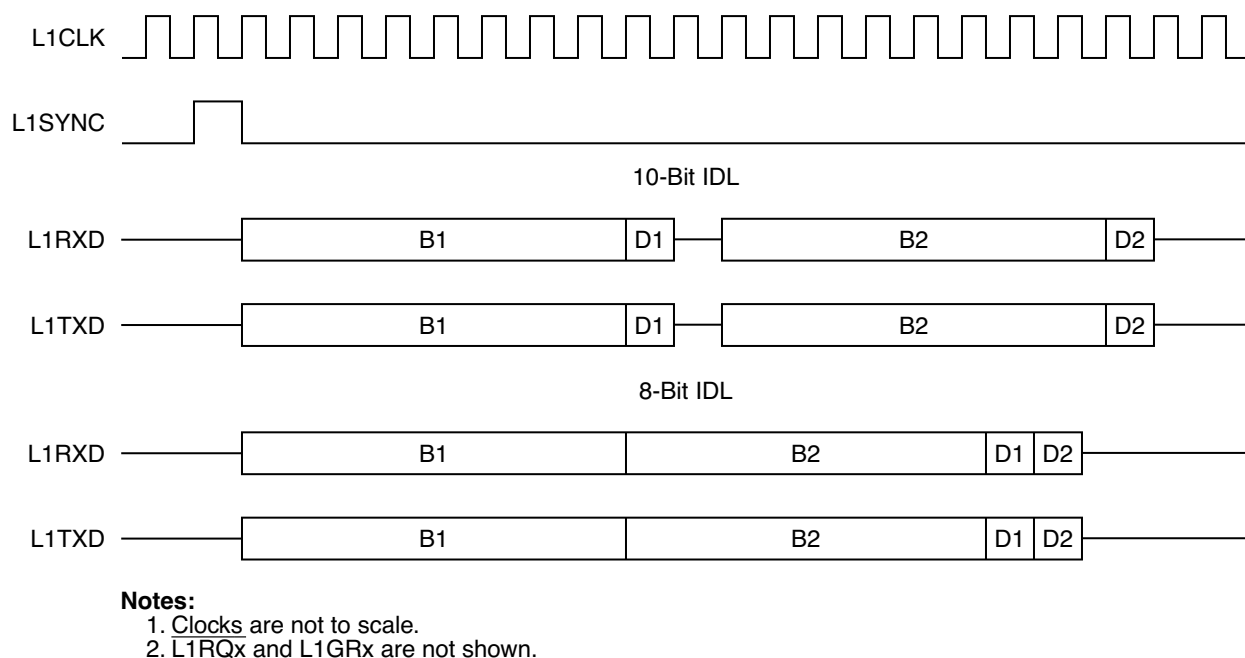 L1CLK
L1SYNC
10-Bit IDL
L1RXD B1 D1 B2 D2
L1TXD B1 D1 B2 D2
8-Bit IDL
L1RXD B1 B2 D1 D2
L1TXD B1 B2 D1 D2
Notes:
1. Clocks are not to scale.
2. L1RQx and L1GRx are not shown.